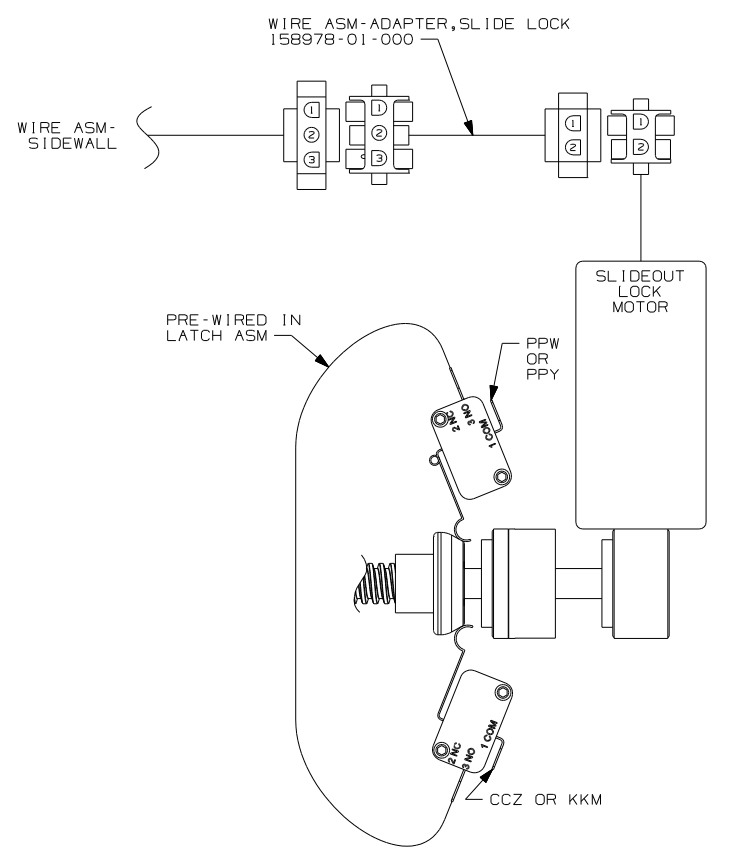 WIRE ASM-ADAPTER,SLIDE LOCK
158978-01-000
WIRE ASM-
SIDEWALL
1
2
3
1
2
3
1
2
1
2
SLIDEOUT
LOCK
MOTOR
PRE-WIRED IN
LATCH ASM
PPW
OR
PPY
2 NC
3 NO
1 COM
2 NC
3 NO
1 COM
CCZ OR KKM